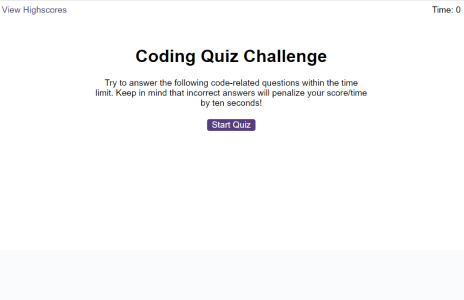 View Highscores
Time: 0
Coding Quiz Challenge
Try to answer the following code-related questions within the time
limit. Keep in mind that incorrect answers will penalize your score/time
by ten seconds!
Start Quiz